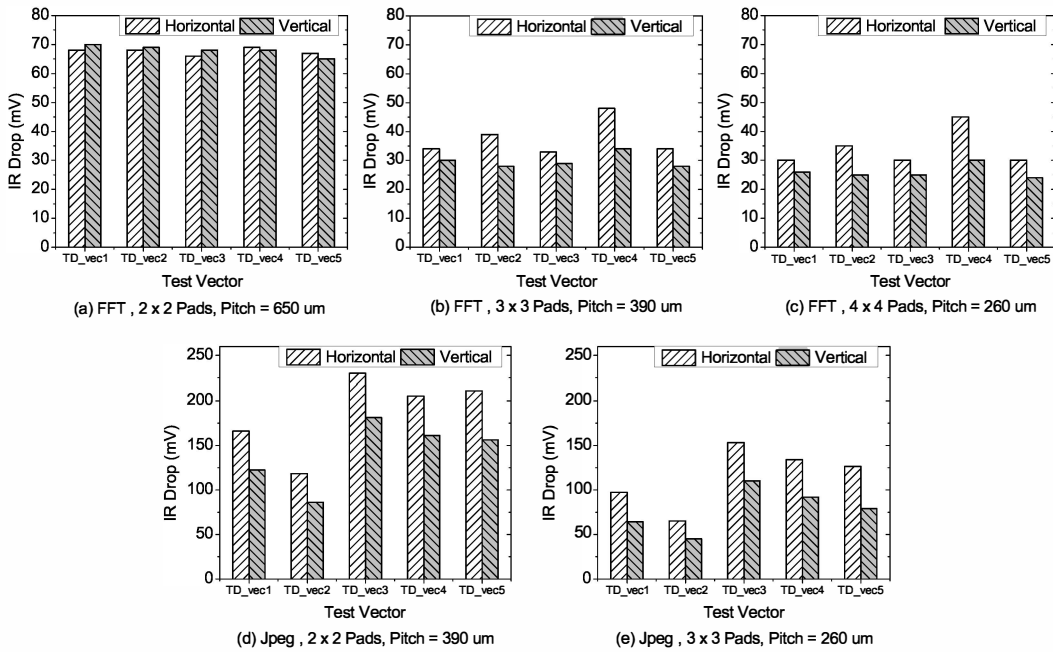 Horizontal Vertical
80
70
60
50
40
30
20
10
0
IR Drop (mV)
TD_vec1 TD_vec2 TD_vec3 TD_vec4 TD_vec5
Test Vector
(a) FFT , 2 x 2 Pads, Pitch = 650 um
Horizontal Vertical
80
70
60
50
40
30
20
10
0
IR Drop (mV)
TD_vec1 TD_vec2 TD_vec3 TD_vec4 TD_vec5
Test Vector
(b) FFT , 3 x 3 Pads, Pitch = 390 um
Horizontal Vertical
80
70
60
50
40
30
20
10
0
IR Drop (mV)
TD_vec1 TD_vec2 TD_vec3 TD_vec4 TD_vec5
Test Vector
(c) FFT , 4 x 4 Pads, Pitch = 260 um
Horizontal Vertical
250
200
150
100
50
0
IR Drop (mV)
TD_vec1 TD_vec2 TD_vec3 TD_vec4 TD_vec5
Test Vector
(d) Jpeg , 2 x 2 Pads, Pitch = 390 um
Horizontal Vertical
250
200
150
100
50
0
IR Drop (mV)
TD_vec1 TD_vec2 TD_vec3 TD_vec4 TD_vec5
Test Vector
(e) Jpeg , 3 x 3 Pads, Pitch = 260 um